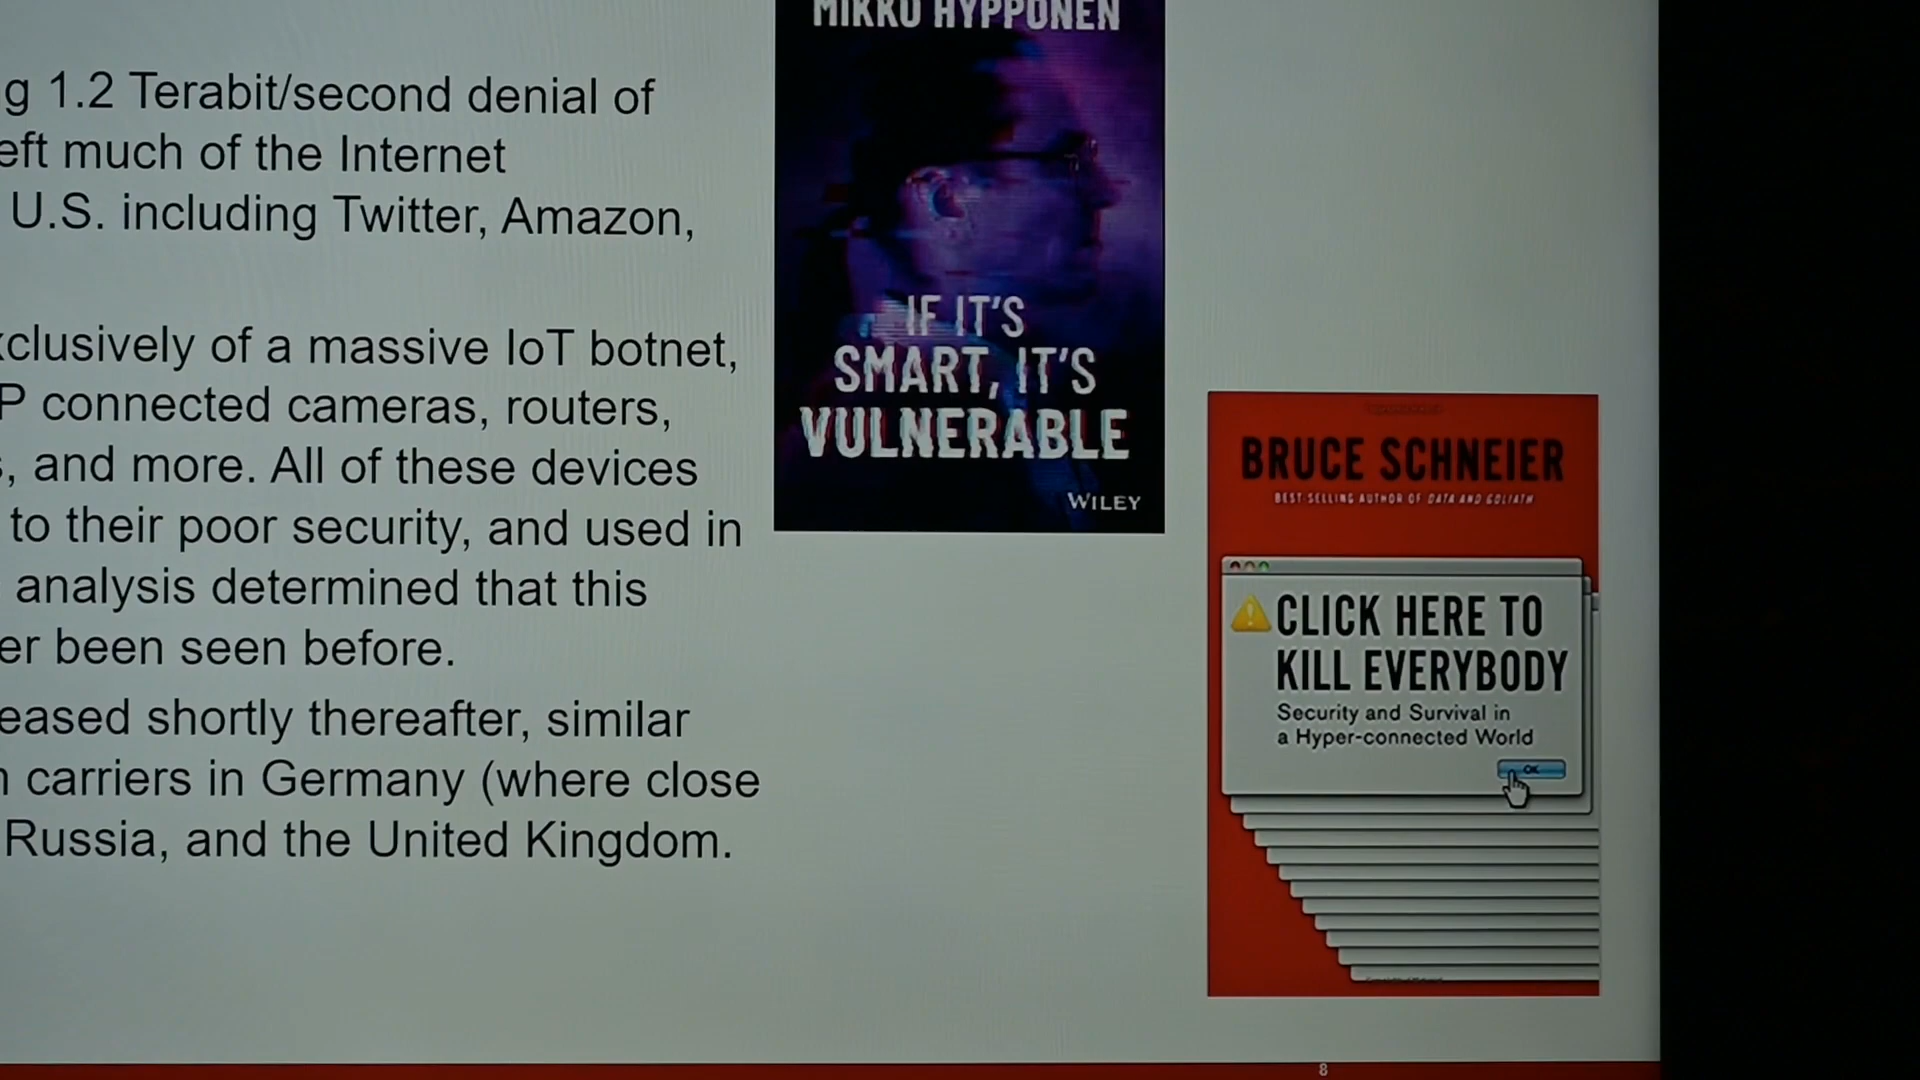 g 1.2 Terabit/second denial of
eft much of the Internet
U.S. including Twitter, Amazon,
xclusively of a massive IoT botnet,
P connected cameras, routers,
s, and more. All of these devices
to their poor security, and used in
analysis determined that this
er been seen before.
eased shortly thereafter, similar
n carriers in Germany (where close
Russia, and the United Kingdom.
MIKKO HYPPÖNEN
IF IT'S
SMART, IT'S
VULNERABLE
WILEY
BRUCE SCHNEIER
BEST-SELLING AUTHOR OF DATA AND GOLIATH
CLICK HERE TO
KILL EVERYBODY
Security and Survival in
a Hyper-connected World
OK
8